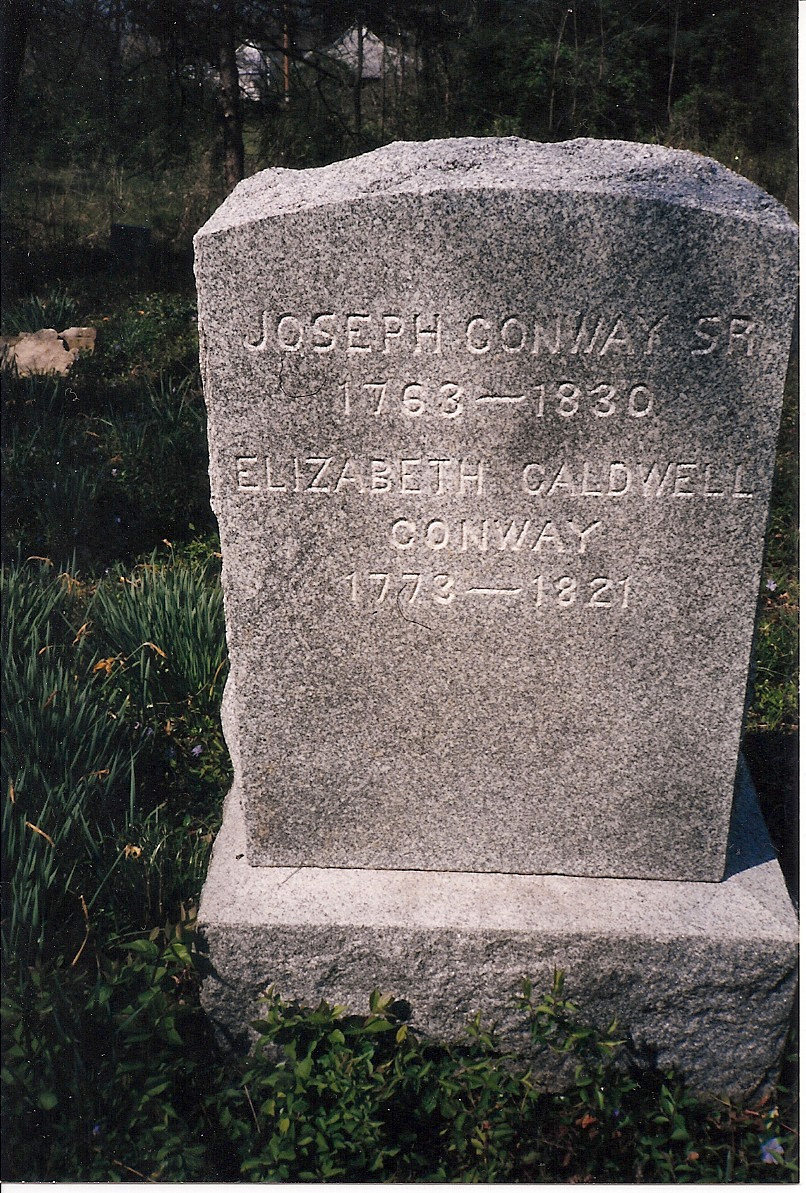 JOSEPH CONWAY SR.
1763—1830
ELIZABETH CALDWELL
CONWAY
1773—1821